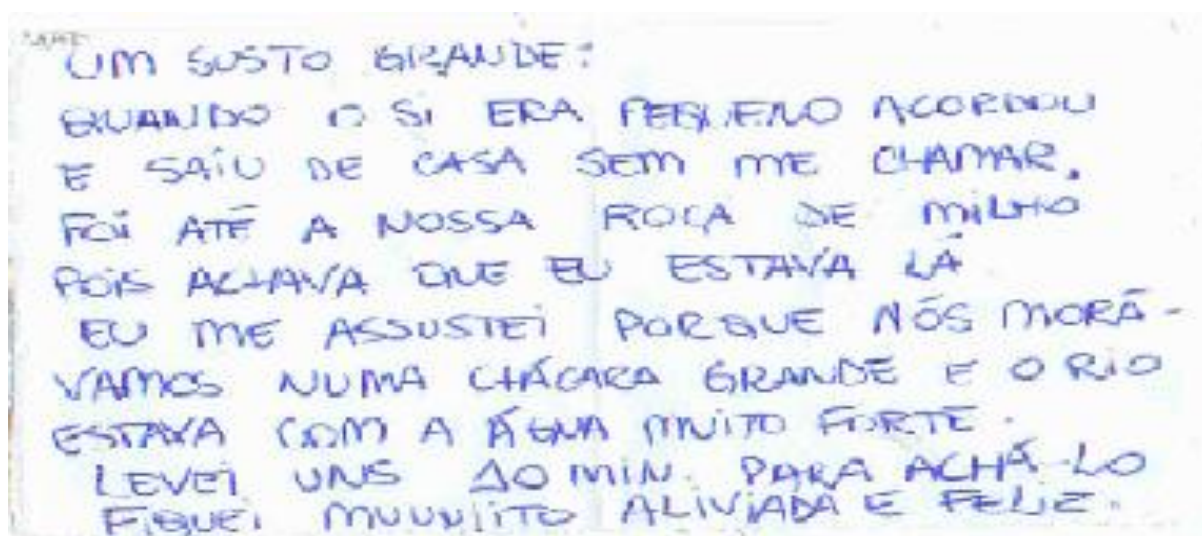 UM SUSTO GRANDE:
QUANDO O SI ERA PEQUENO ACORDOU
E SAIU DE CASA SEM ME CHAMAR.
FOI ATÉ A NOSSA ROÇA DE MILHO
POIS ACHAVA QUE EU ESTAVA LÁ
EU ME ASSUSTEI PORQUE NÓS MORÁ-
VAMOS NUMA CHÁCARA GRANDE E O RIO
ESTAVA COM A ÁGUA MUITO FORTE.
LEVEI UNS 10 MIN. PARA ACHÁ-LO
FIQUEI MUUUIITO ALIVIADA E FELIZ.